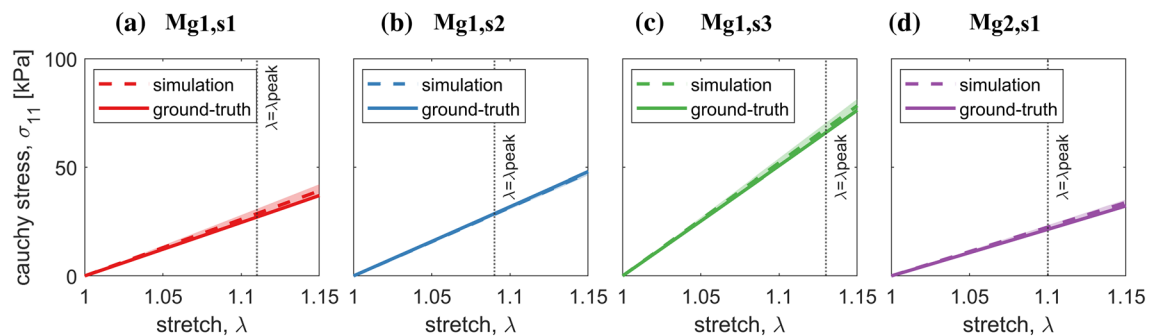 (a) Mg1,s1
(b) Mg1,s2
(c) Mg1,s3
(d) Mg2,s1
cauchy stress, σ11 [kPa]
100
50
0
simulation
ground-truth
λ=λpeak
1 1.05 1.1 1.15
stretch, λ
simulation
ground-truth
λ=λpeak
1 1.05 1.1 1.15
stretch, λ
simulation
ground-truth
λ=λpeak
1 1.05 1.1 1.15
stretch, λ
simulation
ground-truth
λ=λpeak
1 1.05 1.1 1.15
stretch, λ